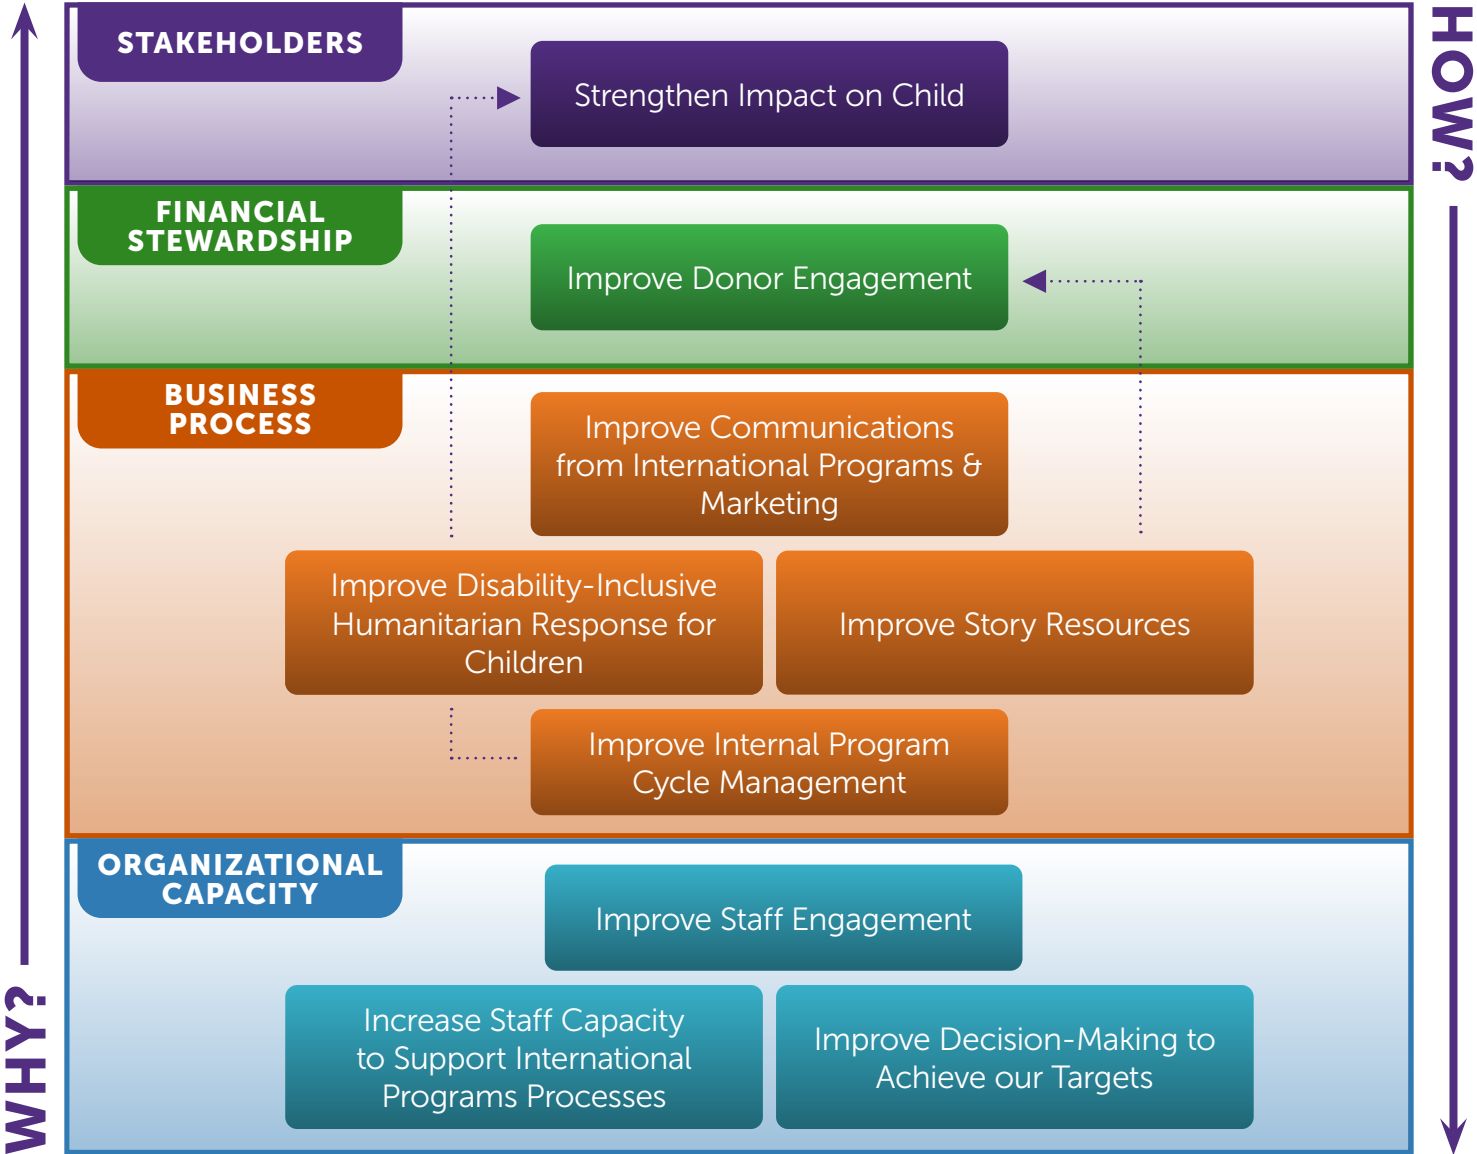 HOW?
STAKEHOLDERS
Strengthen Impact on Child
FINANCIAL
STEWARDSHIP
Improve Donor Engagement
BUSINESS
PROCESS
Improve Communications
from International Programs &
Marketing
Improve Disability-Inclusive
Humanitarian Response for
Children
Improve Story Resources
Improve Internal Program
Cycle Management
ORGANIZATIONAL
CAPACITY
Improve Staff Engagement
Increase Staff Capacity
to Support International
Programs Processes
Improve Decision-Making to
Achieve our Targets
WHY?